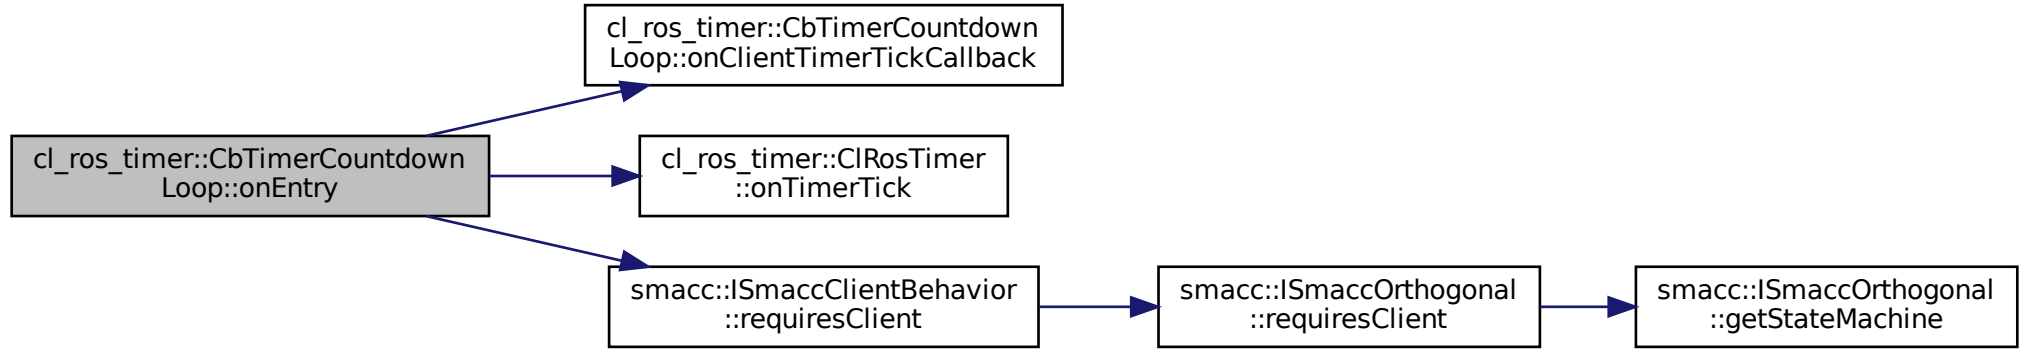 cl_ros_timer::CbTimerCountdown
Loop::onClientTimerTickCallback
cl_ros_timer::CbTimerCountdown
Loop::onEntry
cl_ros_timer::ClRosTimer
::onTimerTick
smacc::ISmaccClientBehavior
::requiresClient
smacc::ISmaccOrthogonal
::requiresClient
smacc::ISmaccOrthogonal
::getStateMachine